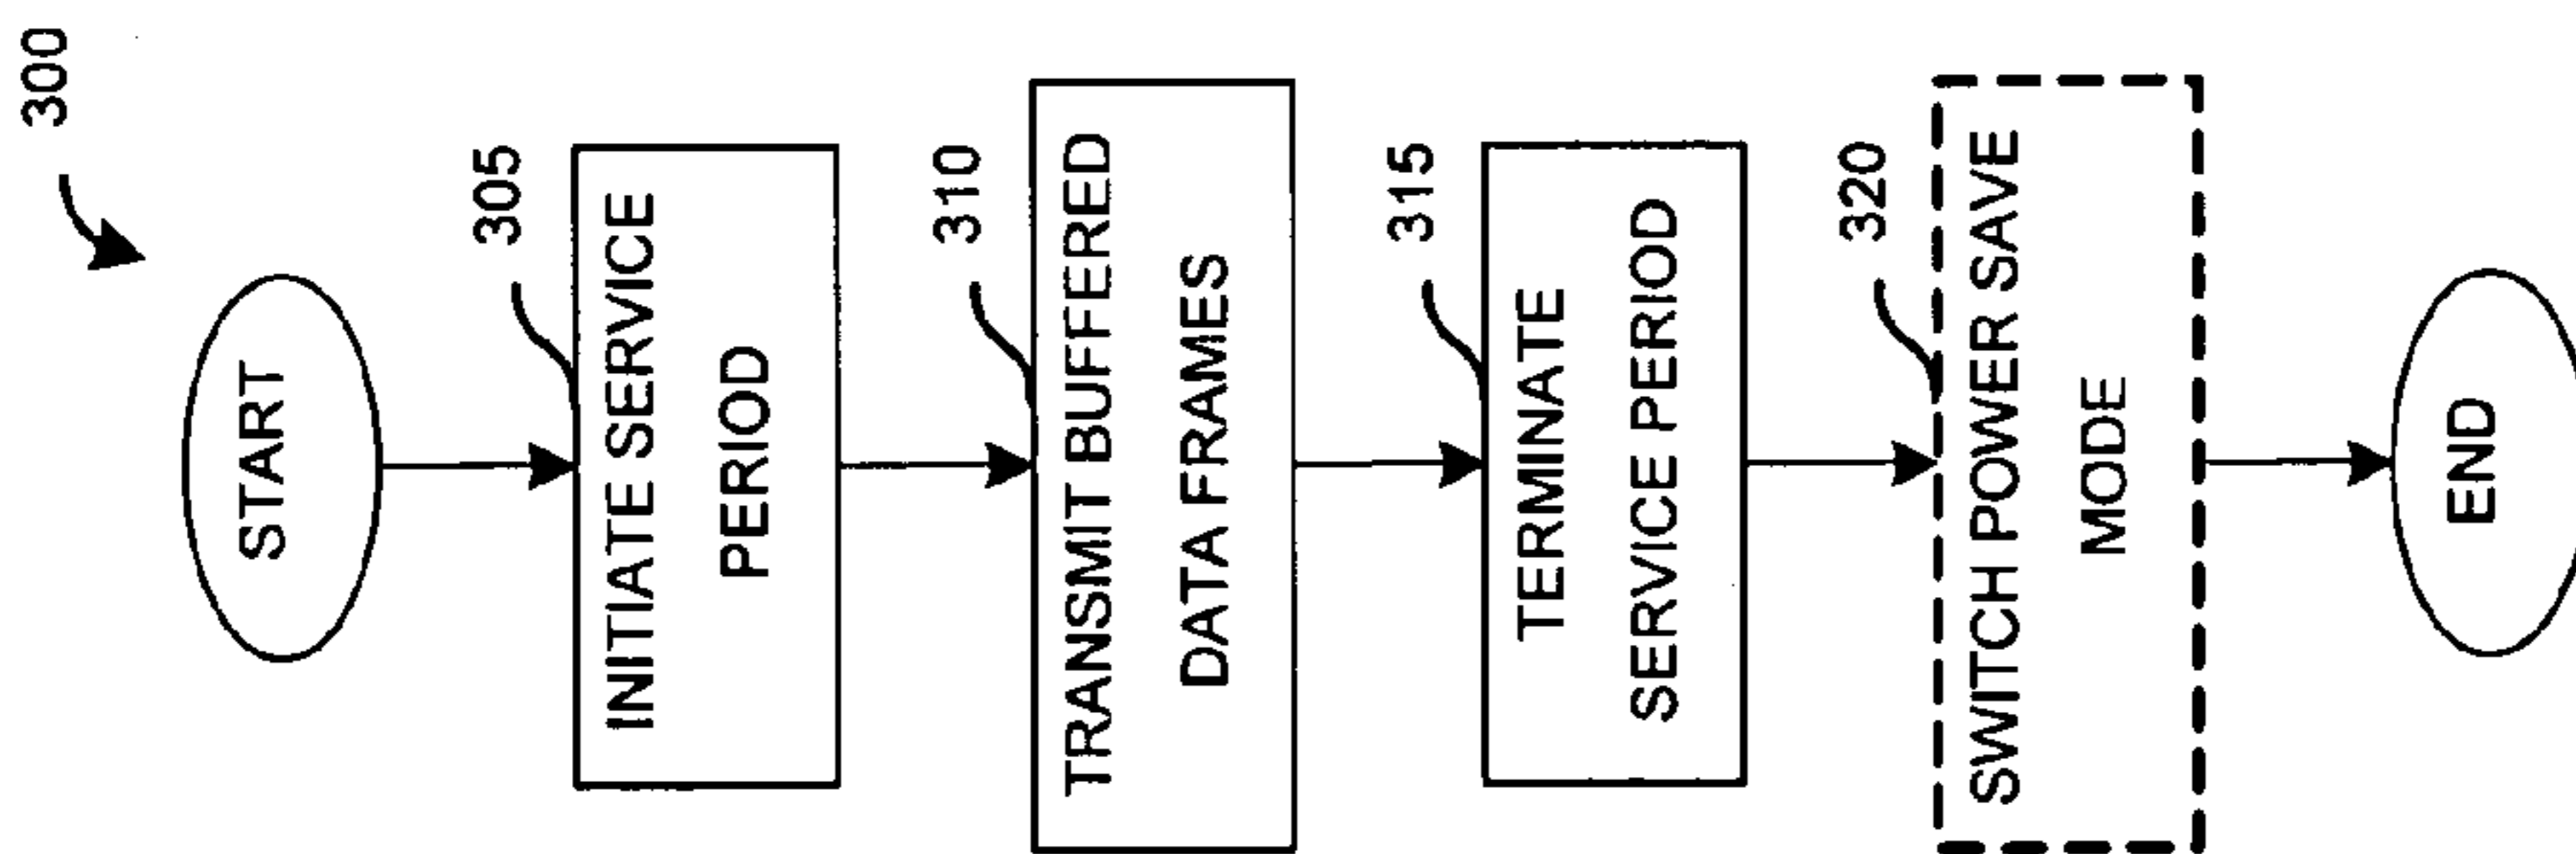 300
START
305
INITIATE SERVICE
PERIOD
310
TRANSMIT BUFFERED
DATA FRAMES
315
TERMINATE
SERVICE PERIOD
320
SWITCH POWER SAVE
MODE
END